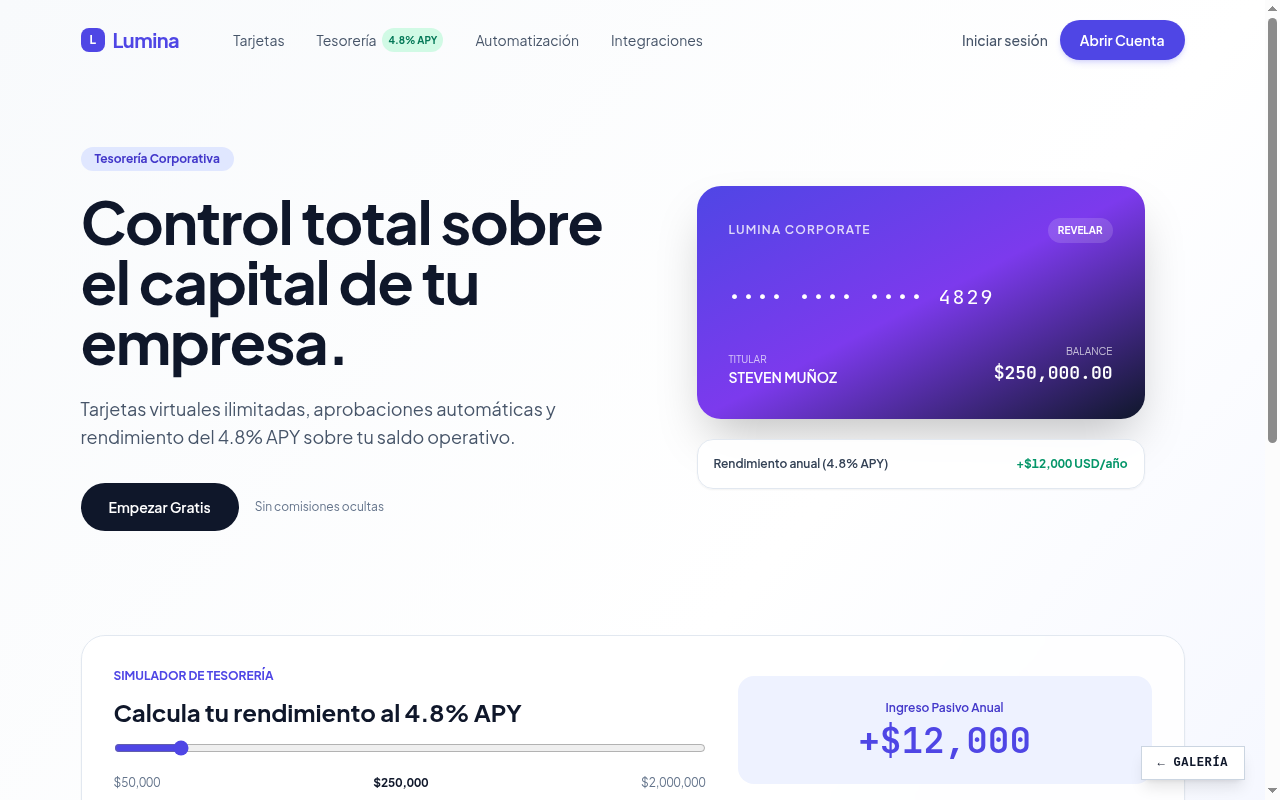 L Lumina
Tarjetas
Tesorería 4.8% APY
Automatización
Integraciones
Iniciar sesión
Abrir Cuenta
Tesorería Corporativa
Control total sobre
el capital de tu
empresa.
Tarjetas virtuales ilimitadas, aprobaciones automáticas y
rendimiento del 4.8% APY sobre tu saldo operativo.
Empezar Gratis
Sin comisiones ocultas
LUMINA CORPORATE
REVELAR
•••• •••• •••• 4829
TITULAR
STEVEN MUÑOZ
BALANCE
$250,000.00
Rendimiento anual (4.8% APY)
+$12,000 USD/año
SIMULADOR DE TESORERÍA
Calcula tu rendimiento al 4.8% APY
$50,000
$250,000
$2,000,000
Ingreso Pasivo Anual
+$12,000
← GALERÍA